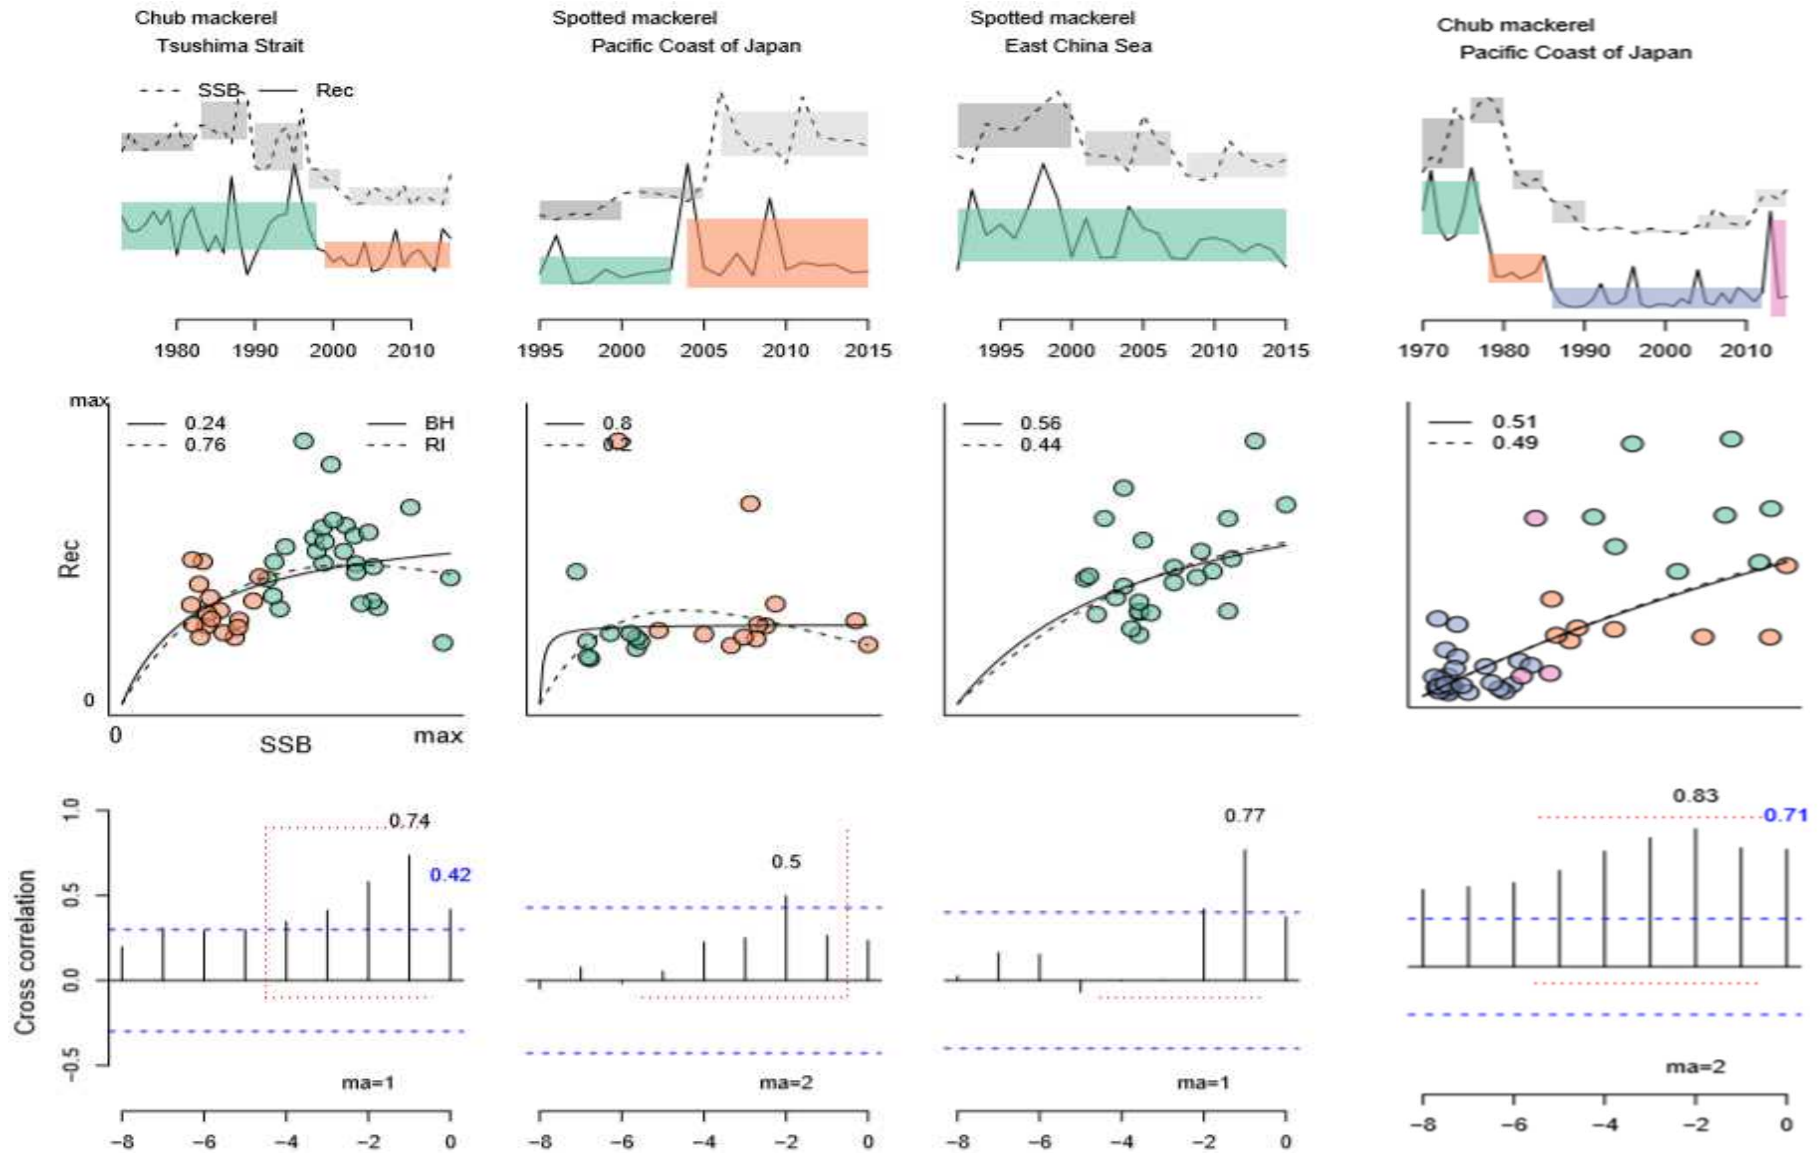 Chub mackerel
Tsushima Strait
Spotted mackerel
Pacific Coast of Japan
Spotted mackerel
East China Sea
Chub mackerel
Pacific Coast of Japan
SSB Rec
1980 1990 2000 2010
1995 2000 2005 2010 2015
1995 2000 2005 2010 2015
1970 1980 1990 2000 2010
max
Rec
0
0.24 BH
0.76 RI
0.8
0.2
0.56
0.44
0.51
0.49
0 SSB max
Cross correlation
1.0
0.5
0.0
−0.5
0.74
0.42
ma=1
0.5
ma=2
0.77
ma=1
0.83
0.71
ma=2
−8 −6 −4 −2 0
−8 −6 −4 −2 0
−8 −6 −4 −2 0
−8 −6 −4 −2 0